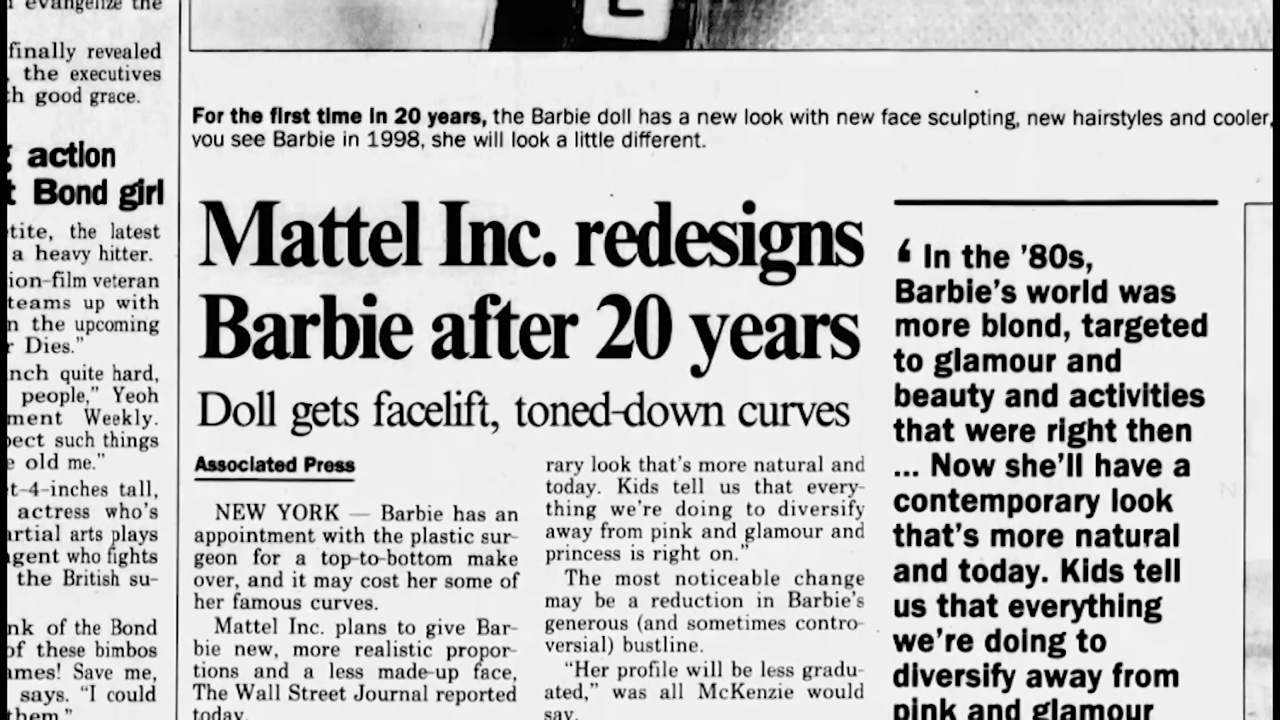 evangelize the
finally revealed
the executives
good grace.
action
Bond girl
the latest
a heavy hitter.
veteran
teams up with
the upcoming
Dies."
quite hard,
people," Yeoh
Weekly.
such things
old me."
t-4-inches tall,
actress who's
arts plays
who fights
the British su-
of the Bond
of these bimbos
Save me,
says. "I could
them."
E
For the first time in 20 years, the Barbie doll has a new look with new face sculpting, new hairstyles and cooler,
you see Barbie in 1998, she will look a little different.
Mattel Inc. redesigns
Barbie after 20 years
Doll gets facelift, toned-down curves
Associated Press
NEW YORK — Barbie has an
appointment with the plastic sur-
geon for a top-to-bottom make
over, and it may cost her some of
her famous curves.
Mattel Inc. plans to give Bar-
bie new, more realistic propor-
tions and a less made-up face,
The Wall Street Journal reported
today.
rary look that's more natural and
today. Kids tell us that every-
thing we're doing to diversify
away from pink and glamour and
princess is right on."
The most noticeable change
may be a reduction in Barbie's
generous (and sometimes contro-
versial) bustline.
"Her profile will be less gradu-
ated," was all McKenzie would
say.
‘ In the '80s,
Barbie's world was
more blond, targeted
to glamour and
beauty and activities
that were right then
... Now she'll have a
contemporary look
that's more natural
and today. Kids tell
us that everything
we're doing to
diversify away from
pink and glamour